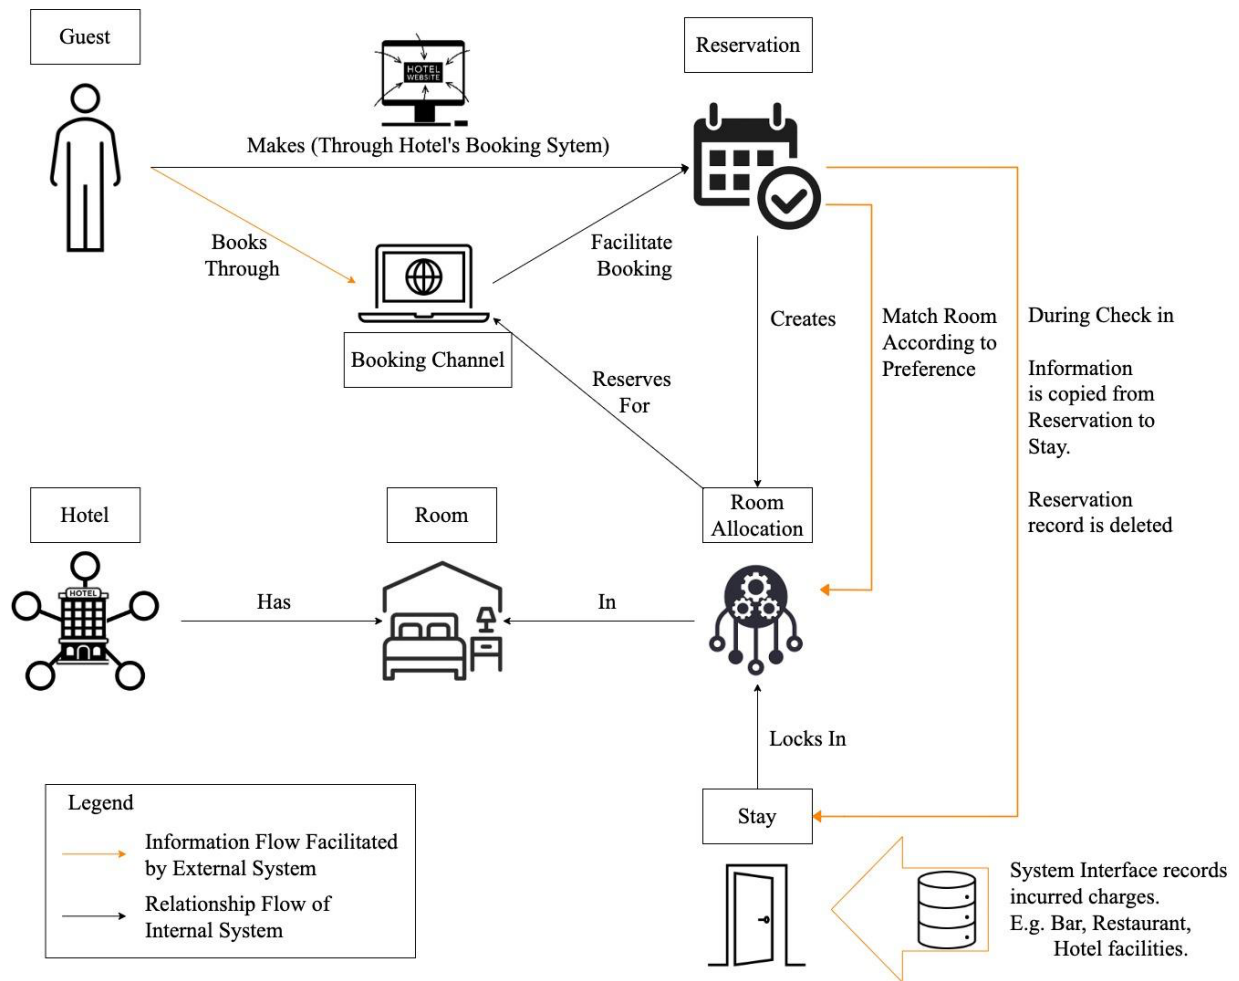 Guest
HOTEL
WEBSITE
Reservation
Makes (Through Hotel's Booking Sytem)
Books
Through
Facilitate
Booking
Booking Channel
Reserves
For
Creates
Match Room
According to
Preference
During Check in
Information
is copied from
Reservation to
Stay.
Reservation
record is deleted
Hotel
Room
Room
Allocation
HOTEL
Has
In
Locks In
Stay
Legend
Information Flow Facilitated
by External System
Relationship Flow of
Internal System
System Interface records
incurred charges.
E.g. Bar, Restaurant,
Hotel facilities.